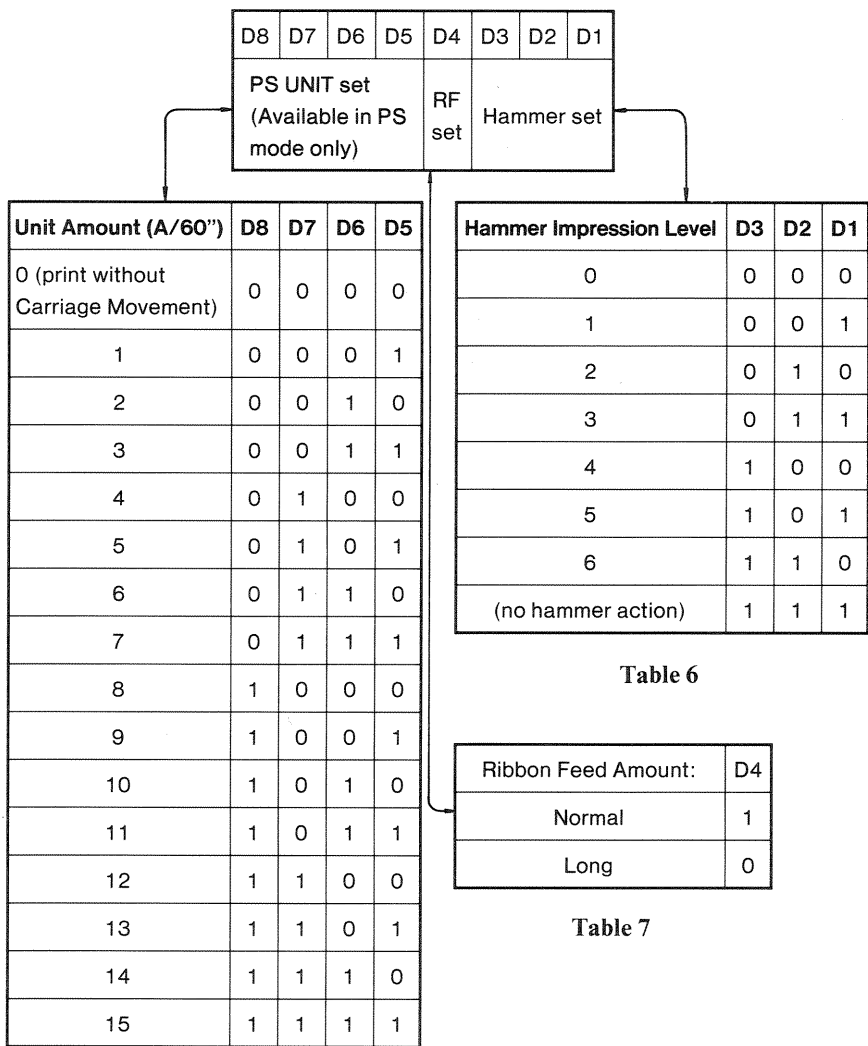 D8 D7 D6 D5 D4 D3 D2 D1
PS UNIT set
(Available in PS
mode only)
RF
set
Hammer set
Unit Amount (A/60") D8 D7 D6 D5
0 (print without
Carriage Movement) 0 0 0 0
1 0 0 0 1
2 0 0 1 0
3 0 0 1 1
4 0 1 0 0
5 0 1 0 1
6 0 1 1 0
7 0 1 1 1
8 1 0 0 0
9 1 0 0 1
10 1 0 1 0
11 1 0 1 1
12 1 1 0 0
13 1 1 0 1
14 1 1 1 0
15 1 1 1 1
Hammer Impression Level D3 D2 D1
0 0 0 0
1 0 0 1
2 0 1 0
3 0 1 1
4 1 0 0
5 1 0 1
6 1 1 0
(no hammer action) 1 1 1
Table 6
Ribbon Feed Amount: D4
Normal 1
Long 0
Table 7